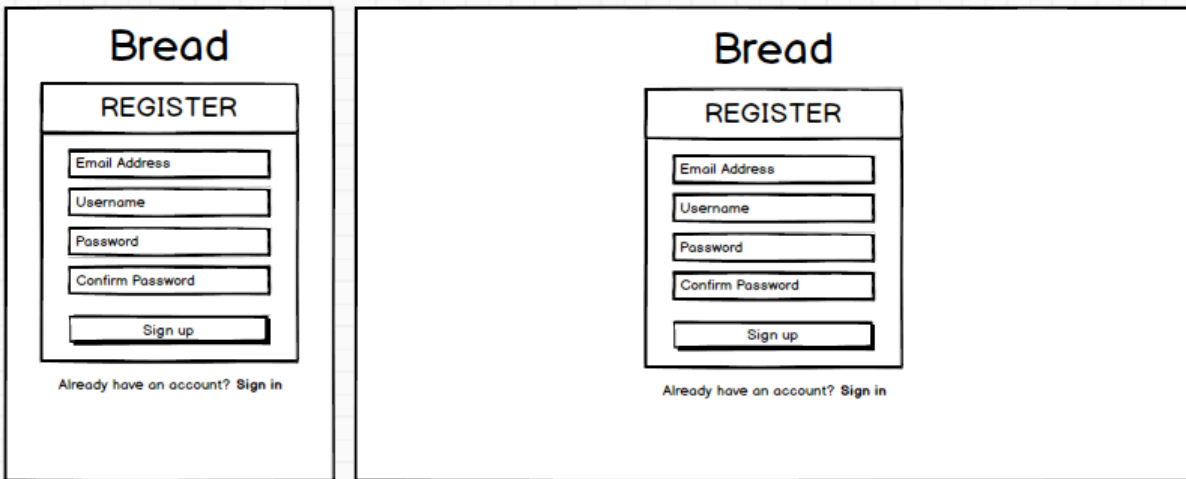 Bread
REGISTER
Email Address
Username
Password
Confirm Password
Sign up
Already have an account? Sign in
Bread
REGISTER
Email Address
Username
Password
Confirm Password
Sign up
Already have an account? Sign in